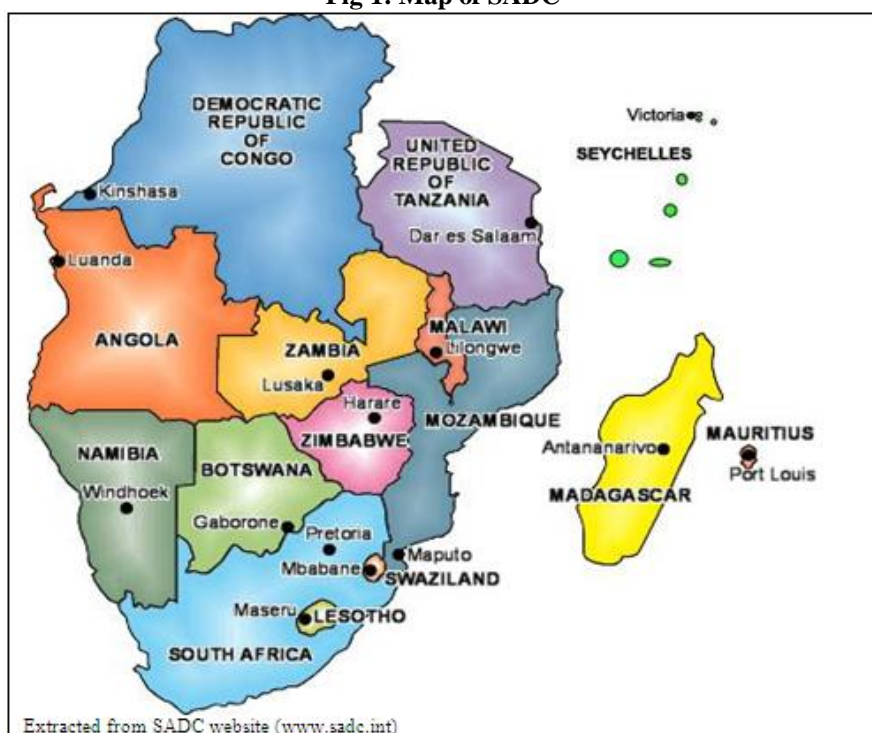 Fig 1: Map of SADC
DEMOCRATIC
REPUBLIC
OF
CONGO
Kinshasa
UNITED
REPUBLIC
OF
TANZANIA
Dar es Salaam
Victoria
SEYCHELLES
Luanda
ANGOLA
ZAMBIA
Lusaka
MALAWI
Lilongwe
Harare
ZIMBABWE
MOZAMBIQUE
NAMIBIA
Windhoek
BOTSWANA
Gaborone
Antananarivo
MADAGASCAR
MAURITIUS
Port Louis
Pretoria
Mbabane
SWAZILAND
Maputo
Maseru
LESOTHO
SOUTH AFRICA
Extracted from SADC website (www.sadc.int)